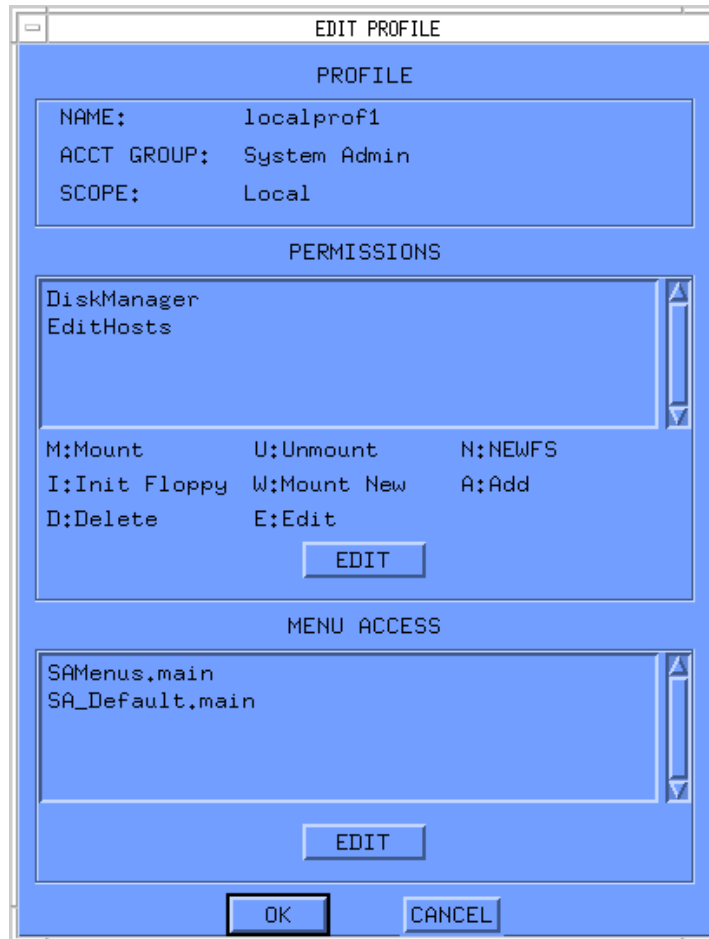 EDIT PROFILE
PROFILE
NAME: localprof1
ACCT GROUP: System Admin
SCOPE: Local
PERMISSIONS
DiskManager
EditHosts
M:Mount U:Unmount N:NEWFS
I:Init Floppy W:Mount New A:Add
D:Delete E:Edit
EDIT
MENU ACCESS
SAMenus.main
SA_Default.main
EDIT
OK CANCEL